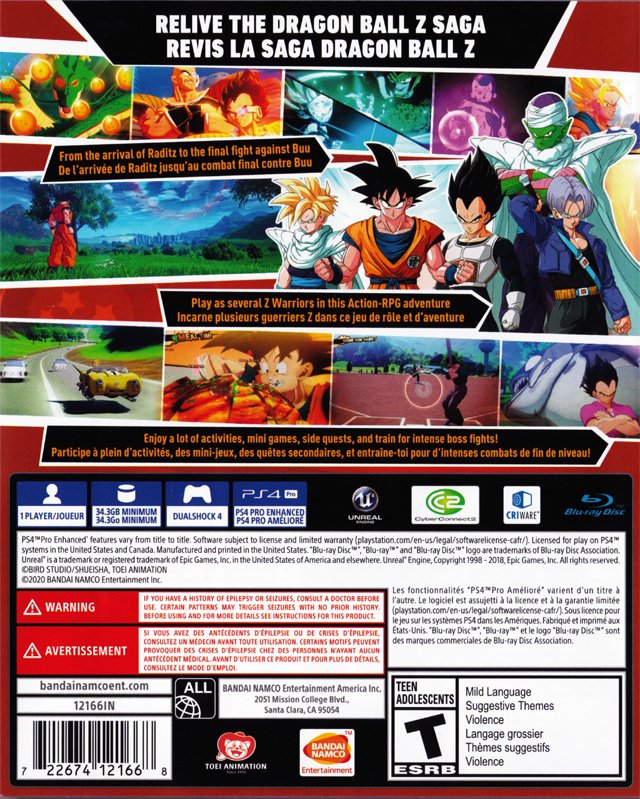 RELIVE THE DRAGON BALL Z SAGA
REVIS LA SAGA DRAGON BALL Z
From the arrival of Raditz to the final fight against Buu
De l'arrivée de Raditz jusqu'au combat final contre Buu
Play as several Z Warriors in this Action-RPG adventure
Incarne plusieurs guerriers Z dans ce jeu de rôle et d'aventure
MEALTIME
Enjoy a lot of activities, mini games, side quests, and train for intense boss fights!
Participe à plein d'activités, des mini-jeux, des quêtes secondaires, et entraîne-toi pour d'intenses combats de fin de niveau!
1 PLAYER/JOUEUR
34.3GB MINIMUM
34.3Go MINIMUM
DUALSHOCK 4
PS4 Pro
PS4 PRO ENHANCED
PS4 PRO AMÉLIORÉ
UNREAL
ENGINE
CyberConnect2
CRIWARE
Blu-ray Disc
PS4™Pro Enhanced' features vary from title to title. Software subject to license and limited warranty (playstation.com/en-us/legal/softwarelicense-cafr/). Licensed for play on PS4™
systems in the United States and Canada. Manufactured and printed in the United States. "Blu-ray Disc™", "Blu-ray™" and "Blu-ray Disc™" logo are trademarks of Blu-ray Disc Association.
Unreal® is a trademark or registered trademark of Epic Games, Inc. in the United States of America and elsewhere. Unreal® Engine, Copyright 1998 – 2018, Epic Games, Inc. All rights reserved.
©BIRD STUDIO/SHUEISHA, TOEI ANIMATION
©2020 BANDAI NAMCO Entertainment Inc.
WARNING
IF YOU HAVE A HISTORY OF EPILEPSY OR SEIZURES, CONSULT A DOCTOR BEFORE
USE. CERTAIN PATTERNS MAY TRIGGER SEIZURES WITH NO PRIOR HISTORY.
BEFORE USING AND FOR MORE DETAILS SEE INSTRUCTIONS FOR THIS PRODUCT.
AVERTISSEMENT
SI VOUS AVEZ DES ANTÉCÉDENTS D'ÉPILEPSIE OU DE CRISES D'ÉPILEPSIE,
CONSULTEZ UN MÉDECIN AVANT TOUTE UTILISATION. CERTAINS MOTIFS PEUVENT
PROVOQUER DES CRISES D'ÉPILEPSIE CHEZ DES PERSONNES N'AYANT AUCUN
ANTÉCÉDENT MÉDICAL. AVANT D'UTILISER CE PRODUIT ET POUR PLUS DE DÉTAILS,
CONSULTEZ LE MODE D'EMPLOI.
Les fonctionnalités "PS4™Pro Amélioré" varient d'un titre à
l'autre. Le logiciel est assujetti à la licence et à la garantie limitée
(playstation.com/en-us/legal/softwarelicense-cafr/). Sous licence pour
le jeu sur les systèmes PS4 dans les Amériques. Fabriqué et imprimé aux
États-Unis. "Blu-ray Disc™", "Blu-ray™" et le logo "Blu-ray Disc™" sont
des marques commerciales de Blu-ray Disc Association.
bandainamcoent.com
12166IN
ALL
BANDAI NAMCO Entertainment America Inc.
2051 Mission College Blvd.,
Santa Clara, CA 95054
7 22674 12166 8
TOEI ANIMATION
Since 1956
BANDAI
NAMCO
Entertainment
TEEN
ADOLESCENTS
T
ESRB
Mild Language
Suggestive Themes
Violence
Langage grossier
Thèmes suggestifs
Violence